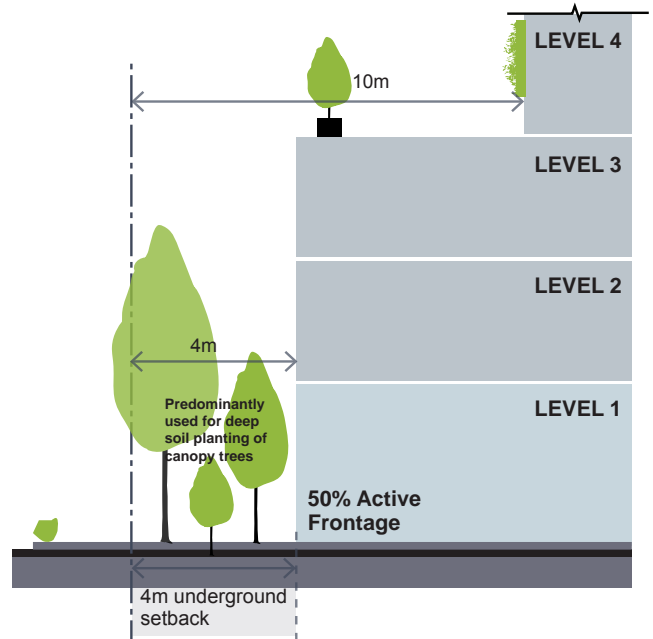 LEVEL 4
10m
LEVEL 3
LEVEL 2
4m
Predominantly
used for deep
soil planting of
canopy trees
LEVEL 1
50% Active
Frontage
4m underground
setback